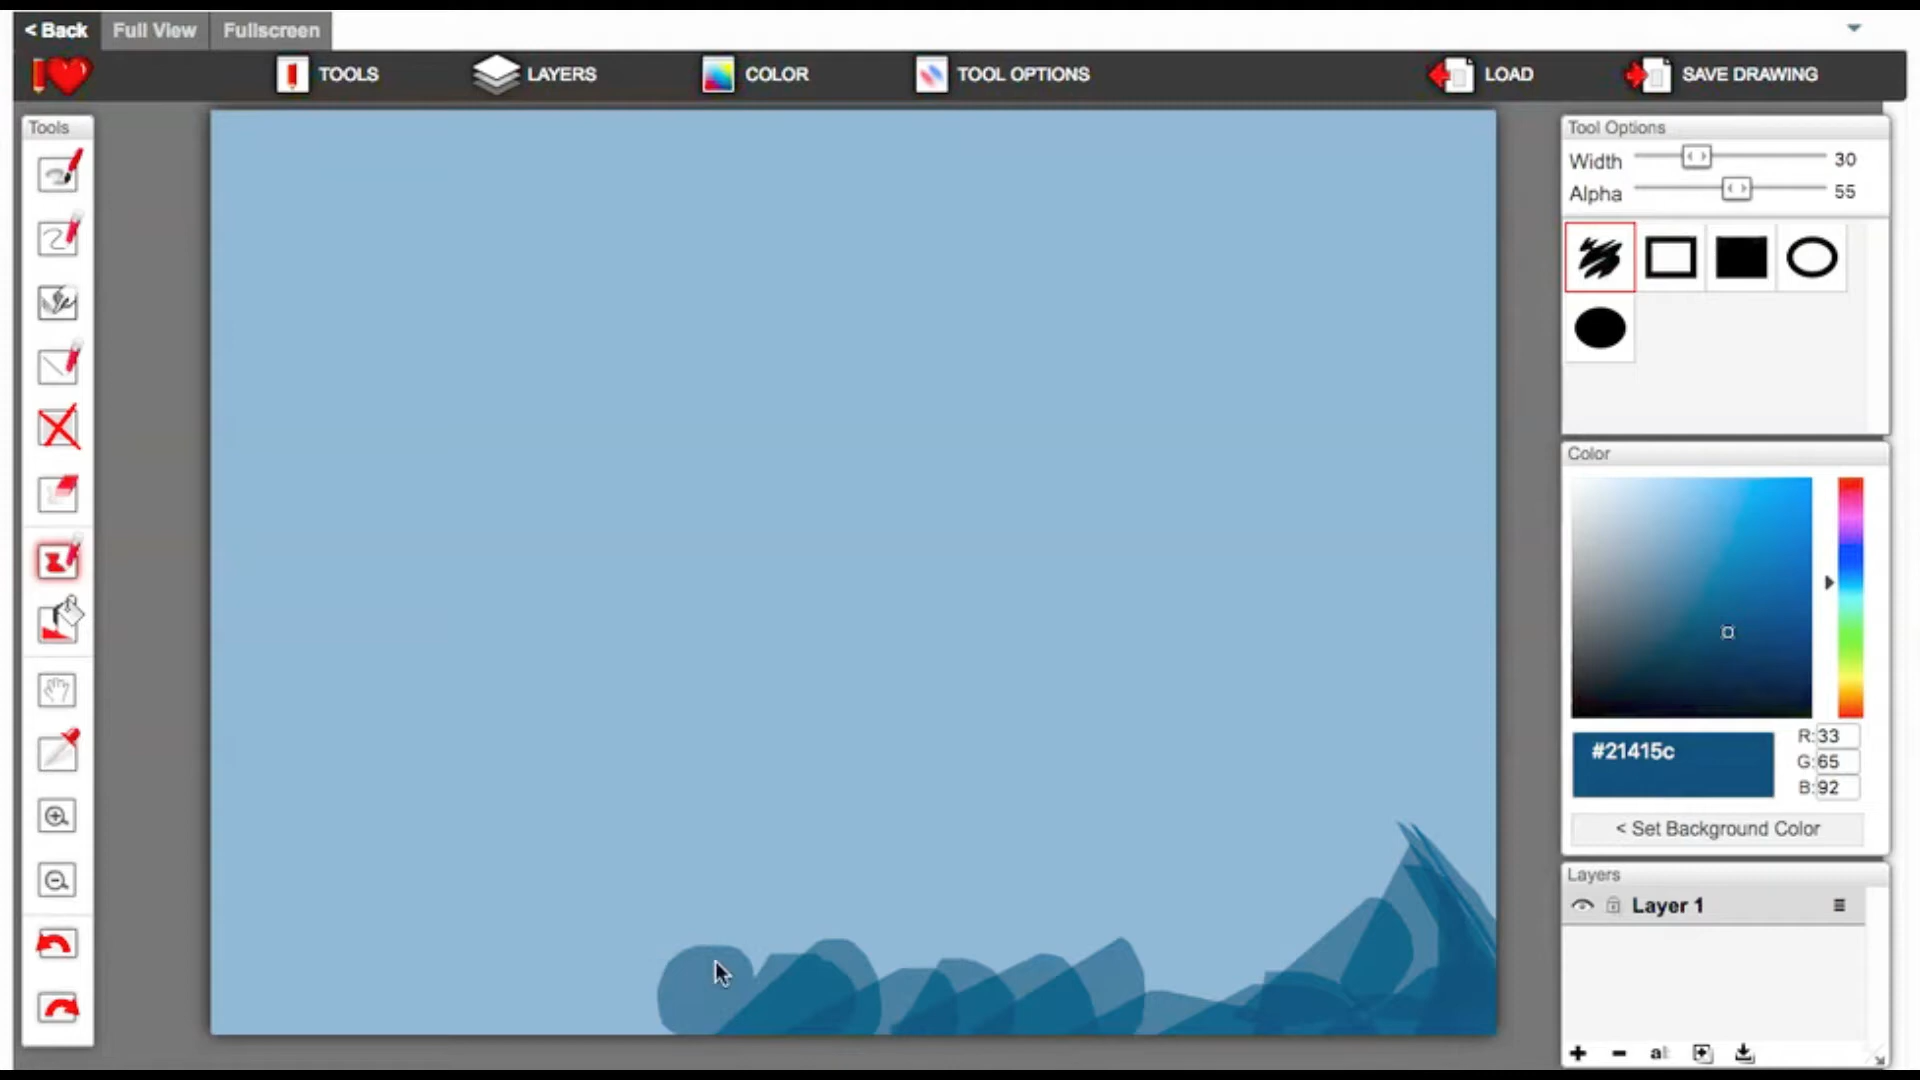 < Back Full View Fullscreen
TOOLS LAYERS COLOR TOOL OPTIONS LOAD SAVE DRAWING
Tools
Tool Options
Width 30
Alpha 55
Color
#21415c
R: 33
G: 65
B: 92
< Set Background Color
Layers
Layer 1